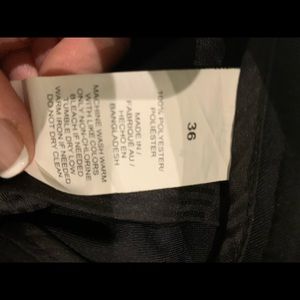 36
100% POLYESTER/
POLIÉSTER
MADE IN /
FABRIQUÉ AU /
HECHO EN
BANGLADESH
MACHINE WASH WARM
WITH LIKE COLORS
ONLY NON-CHLORINE
BLEACH IF NEEDED
TUMBLE DRY LOW
WARM IRON IF NEEDED
DO NOT DRY CLEAN